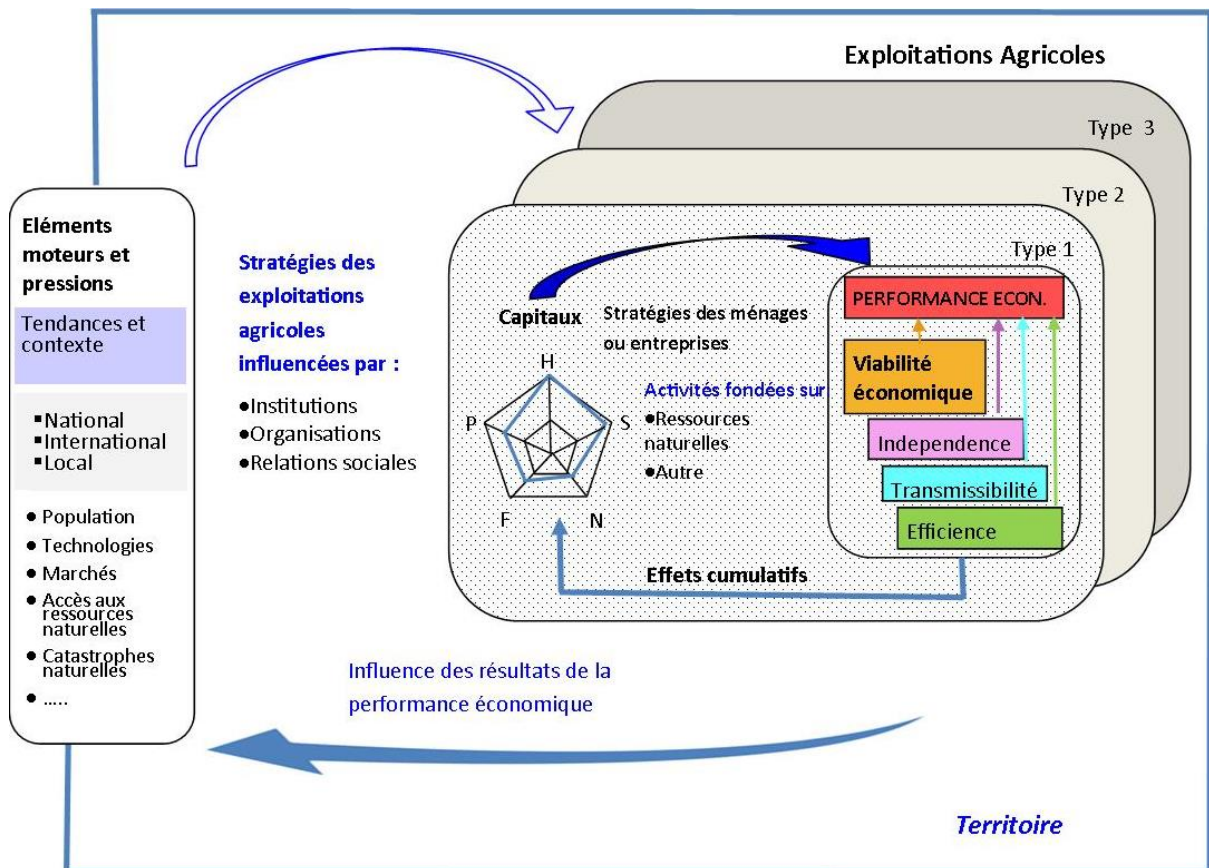 Exploitations Agricoles
Type 3
Type 2
Type 1
Eléments
moteurs et
pressions
Tendances et
contexte
▪National
▪International
▪Local
● Population
● Technologies
● Marchés
● Accès aux
ressources
naturelles
● Catastrophes
naturelles
● .....
Stratégies des
exploitations
agricoles
influencées par :
●Institutions
●Organisations
●Relations sociales
Capitaux
H
S
N
F
P
Stratégies des ménages
ou entreprises
Activités fondées sur
●Ressources
naturelles
●Autre
PERFORMANCE ECON.
Viabilité
économique
Independence
Transmissibilité
Efficience
Effets cumulatifs
Influence des résultats de la
performance économique
Territoire